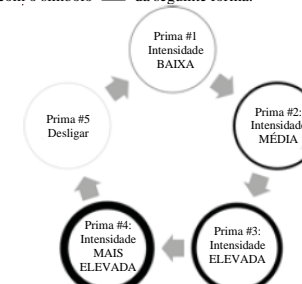 com o símbolo da seguinte forma:
Prima #1
Intensidade
BAIXA
Prima #2:
Intensidade
MÉDIA
Prima #3:
Intensidade
ELEVADA
Prima #4:
Intensidade
MAIS
ELEVADA
Prima #5
Desligar